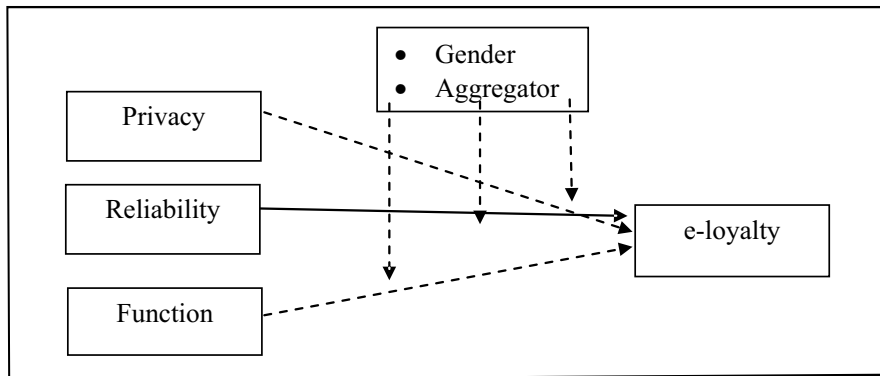 • Gender
• Aggregator
Privacy
Reliability
e-loyalty
Function